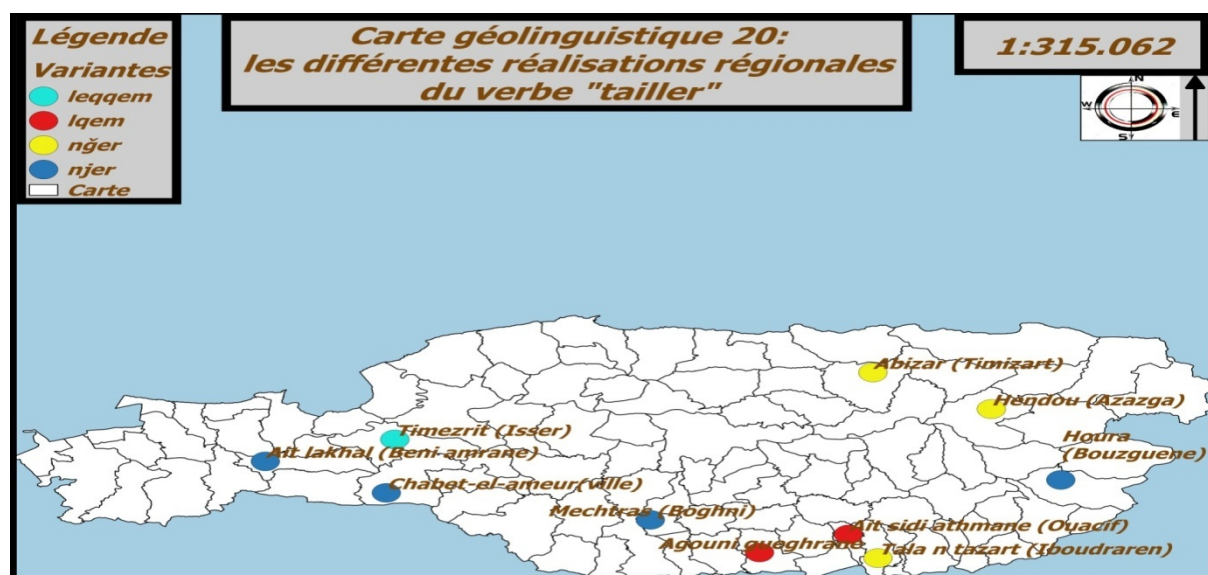 Légende
Variantes
leqqem
lqem
nğer
njer
Carte
Carte géolinguistique 20:
les différentes réalisations régionales
du verbe "tailler"
1:315.062
N
W
E
S
Abizar (Timizart)
Hendou (Azazga)
Houra
(Bouzguene)
Timezrit (Isser)
Ait lakhal (Beni amrane)
Chabet-el-ameur(ville)
Mechtras (Boghni)
Agouni gueghrane
Ait sidi athmane (Ouacif)
Tala n tazart (Iboudraren)